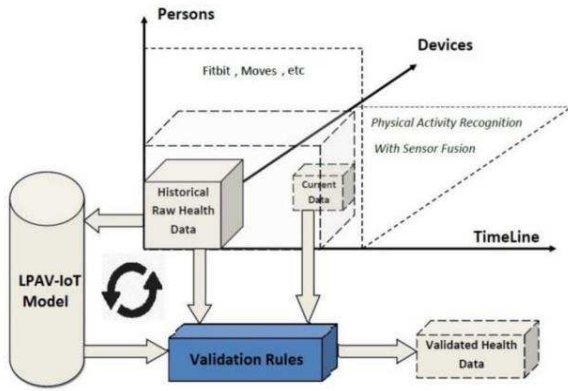 Persons
Devices
Fitbit , Moves , etc
Physical Activity Recognition
With Sensor Fusion
Historical
Raw Health
Data
Current
Data
TimeLine
LPAV-IoT
Model
Validation Rules
Validated Health
Data